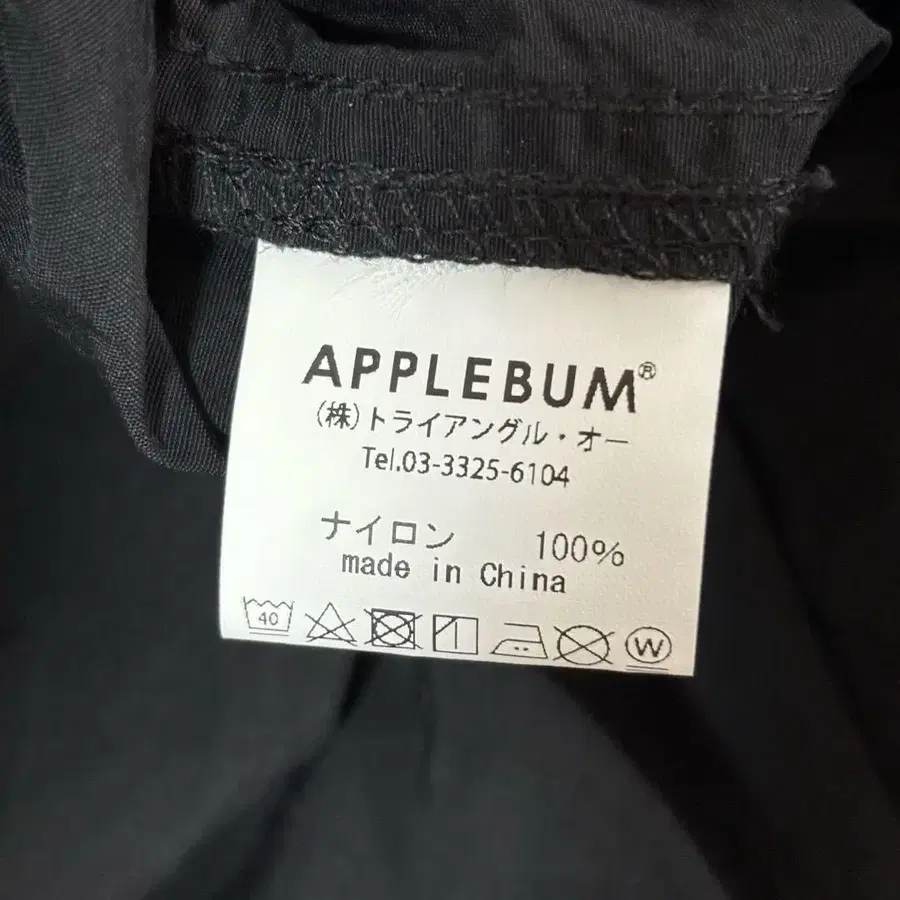 APPLEBUM®
(株)トライアングル・オー
Tel.03-3325-6104
ナイロン 100%
made in China
40 W